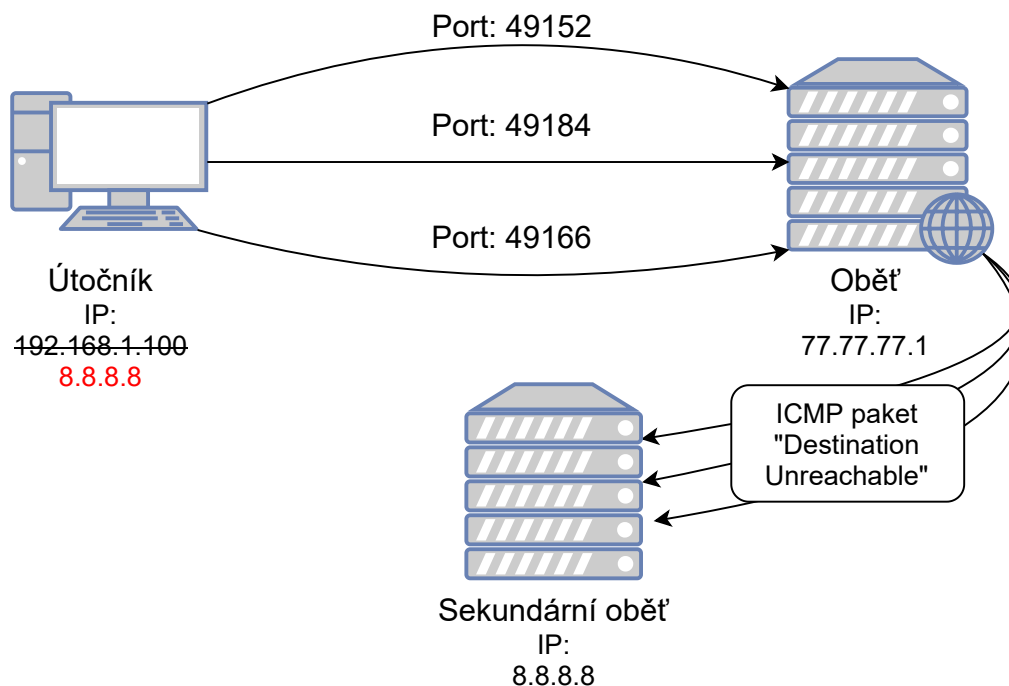 Port: 49152
Port: 49184
Port: 49166
Útočník
IP:
192.168.1.100
8.8.8.8
Oběť
IP:
77.77.77.1
ICMP paket
"Destination
Unreachable"
Sekundární oběť
IP:
8.8.8.8